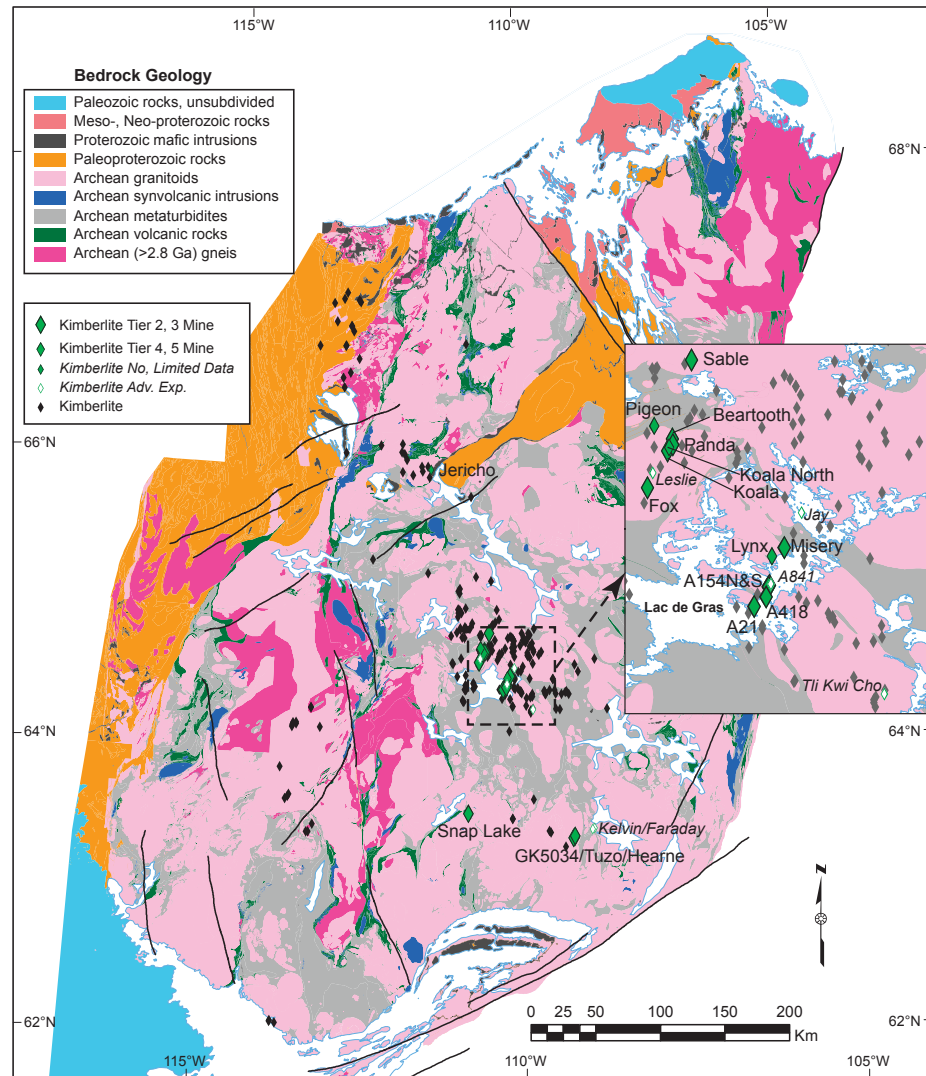 115°W
110°W
105°W
Bedrock Geology
Paleozoic rocks, unsubdivided
Meso-, Neo-proterozoic rocks
Proterozoic mafic intrusions
Paleoproterozoic rocks
Archean granitoids
Archean synvolcanic intrusions
Archean metaturbidites
Archean volcanic rocks
Archean (>2.8 Ga) gneis
68°N
Kimberlite Tier 2, 3 Mine
Kimberlite Tier 4, 5 Mine
Kimberlite No, Limited Data
Kimberlite Adv. Exp.
Kimberlite
Sable
Pigeon
Beartooth
66°N
66°N
Panda
Jericho
Koala North
Leslie
Koala
Fox
Jay
Lynx
Misery
A154N&S
A841
Lac de Gras
A418
A21
Tli Kwi Cho
64°N
64°N
Snap Lake
Kelvin/Faraday
GK5034/Tuzo/Hearne
N
62°N
62°N
0 25 50 100 150 200
Km
115°W
110°W
105°W